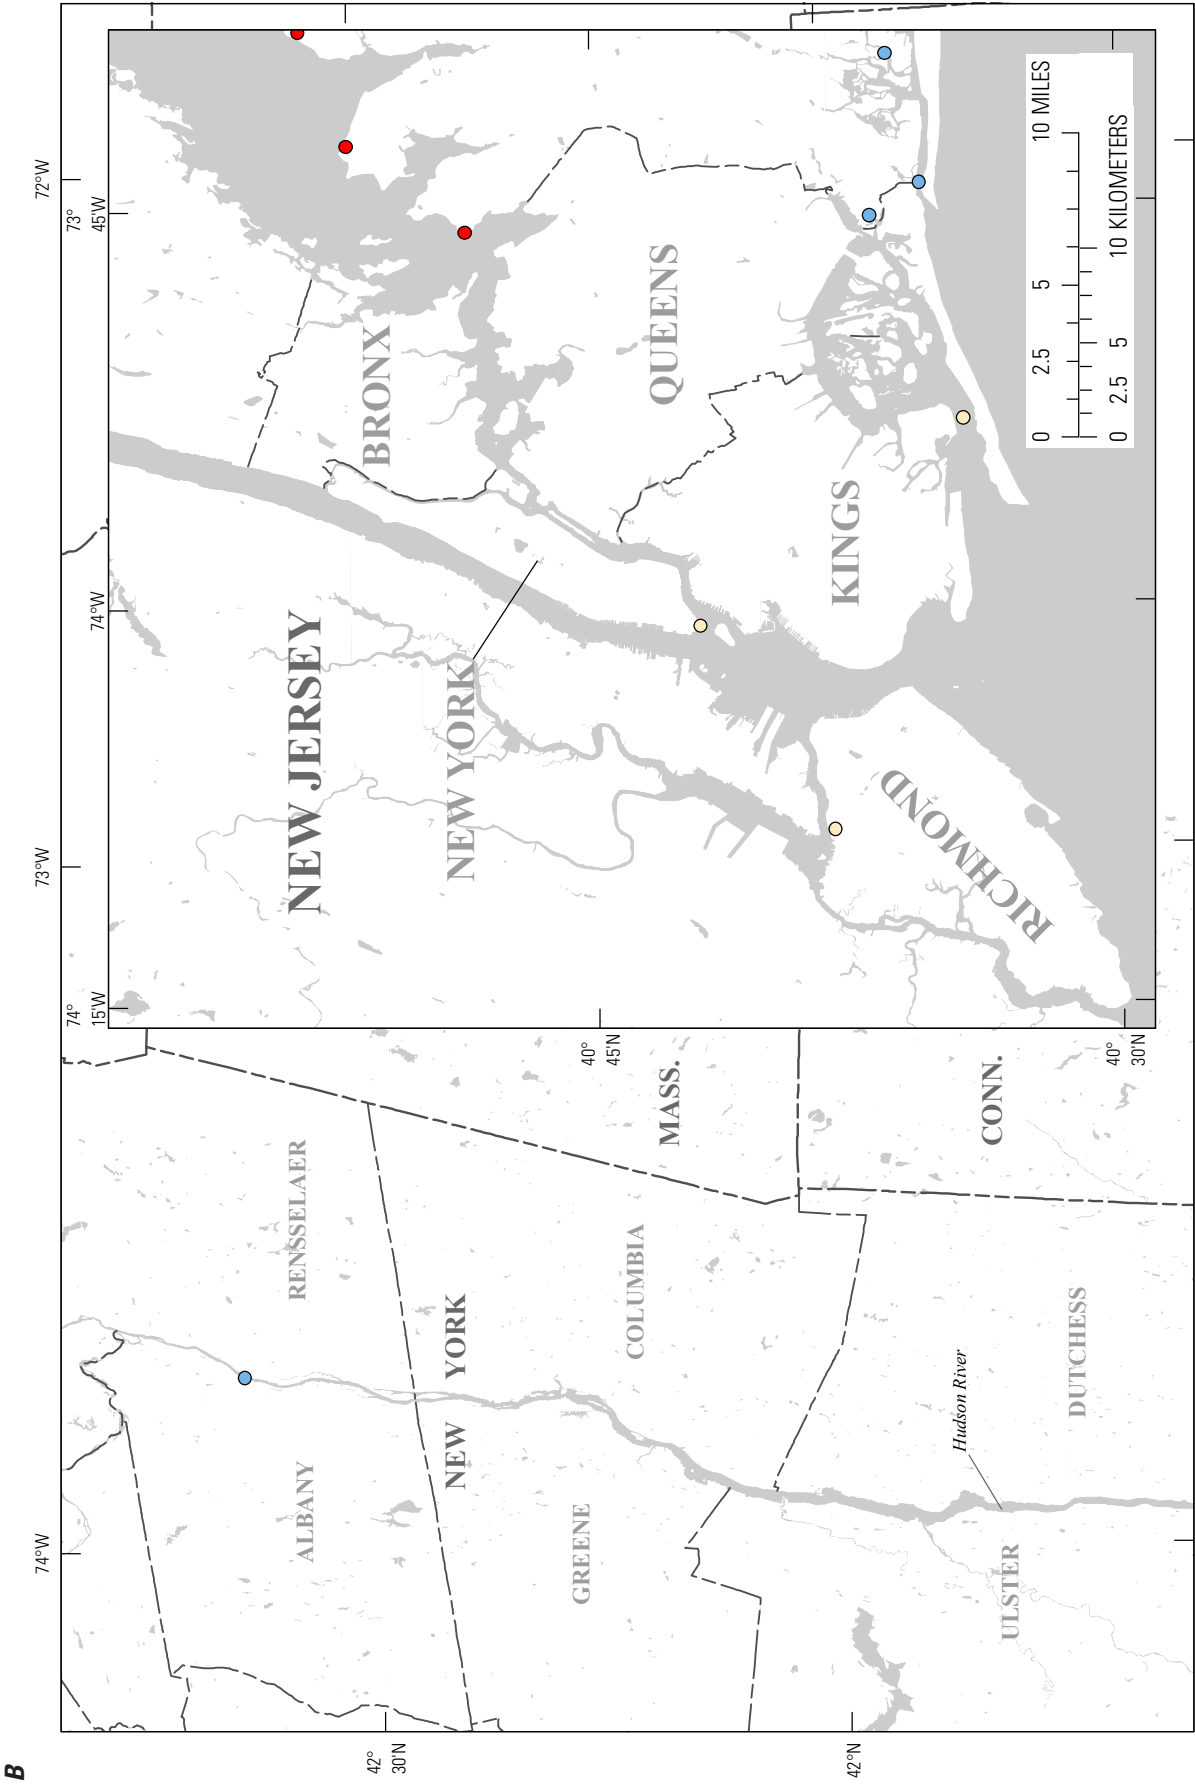 B
74°W
73°W
72°W
42°
30'N
42°N
ALBANY
RENSSELAER
NEW YORK
GREENE
COLUMBIA
MASS.
CONN.
ULSTER
DUTCHESS
Hudson River
74°
15'W
74°W
73°
45'W
40°
45'N
40°
30'N
NEW JERSEY
NEW YORK
BRONX
QUEENS
KINGS
RICHMOND
0 2.5 5 10 MILES
0 2.5 5 10 KILOMETERS